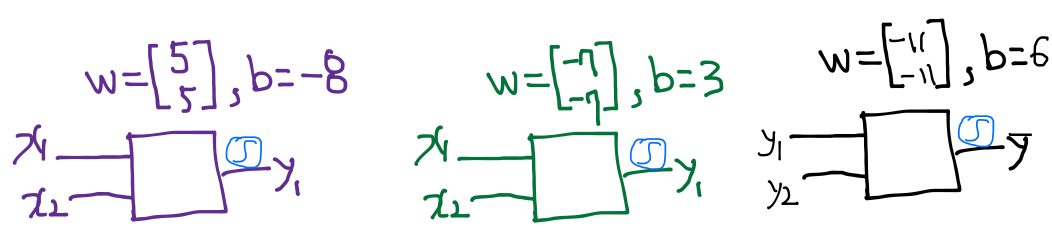 w=[5 5], b=-8
x1
x2
y1
w=[-7 -7], b=3
x1
x2
y1
w=[-11 -11], b=6
y1
y2
y̅